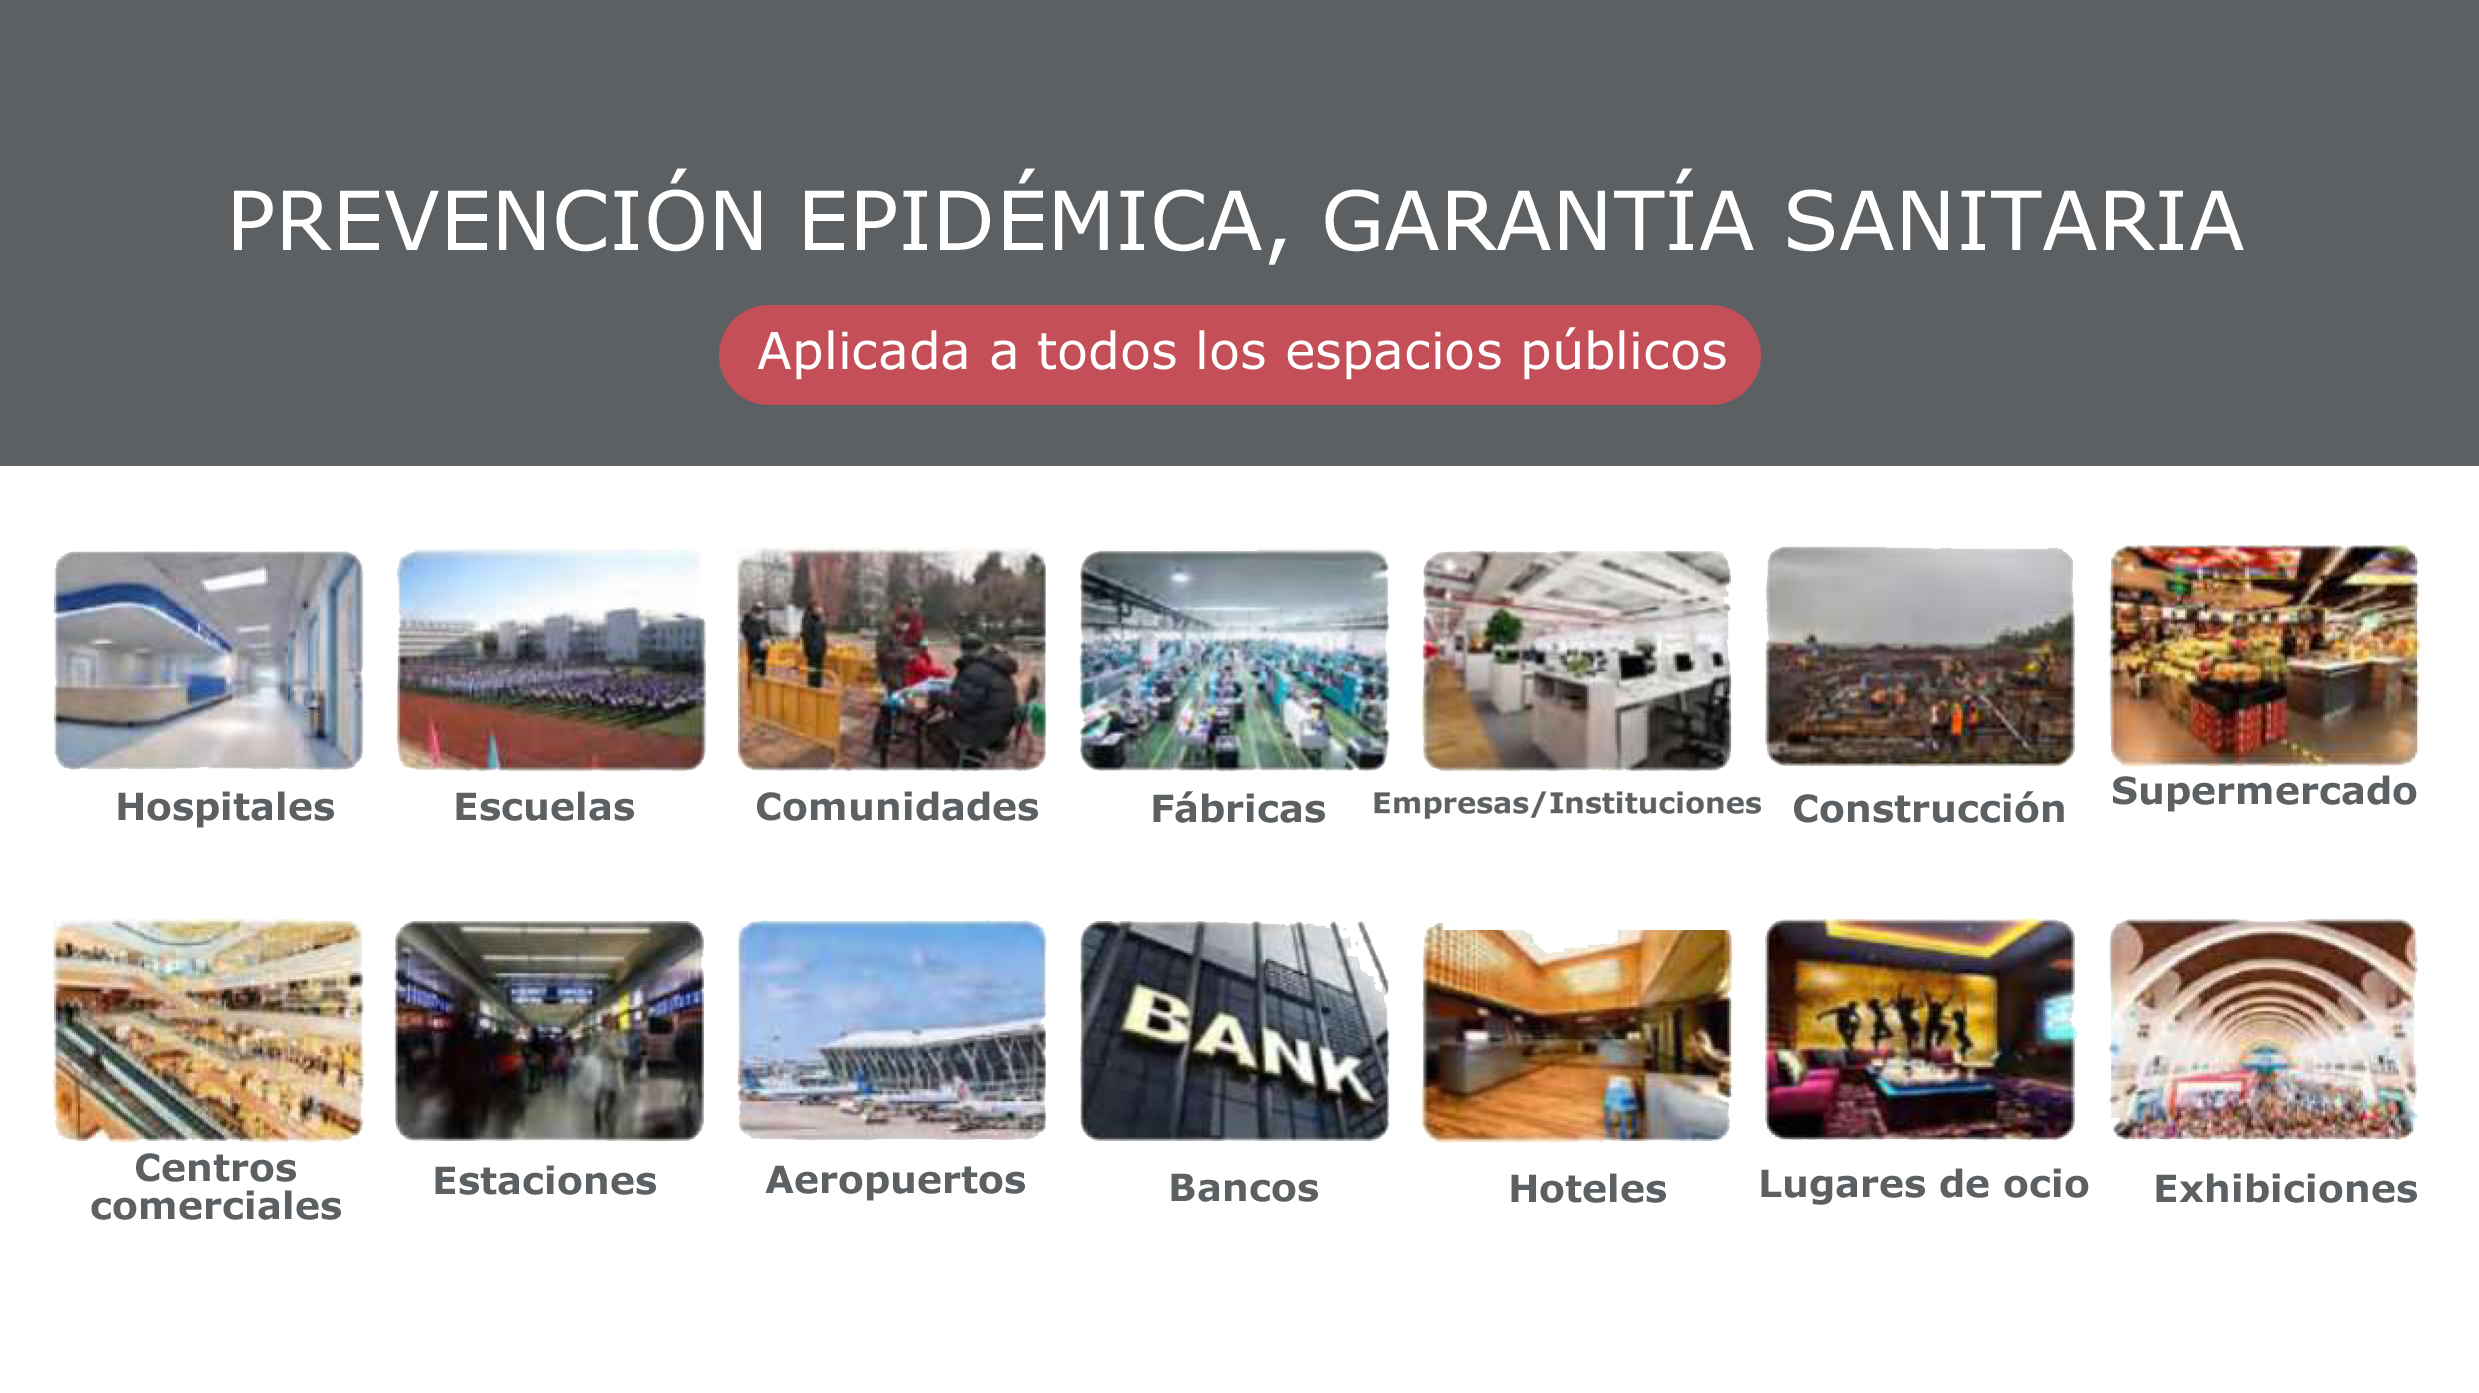 PREVENCIÓN EPIDÉMICA, GARANTÍA SANITARIA
Aplicada a todos los espacios públicos
Hospitales
Escuelas
Comunidades
Fábricas
Empresas/Instituciones
Construcción
Supermercado
BANK
Centros
comerciales
Estaciones
Aeropuertos
Bancos
Hoteles
Lugares de ocio
Exhibiciones